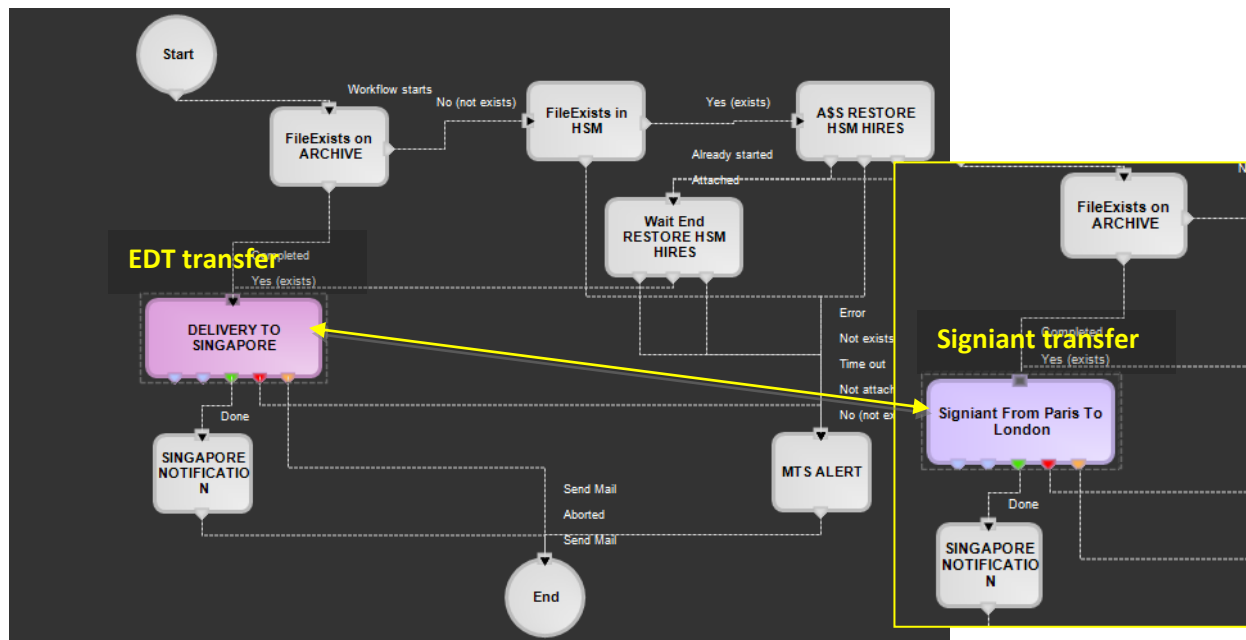 Start
Workflow starts
No (not exists)
FileExists in
HSM
Yes (exists)
A$S RESTORE
HSM HIRES
FileExists on
ARCHIVE
Already started
Attached
Wait End
RESTORE HSM
HIRES
EDT transfer
Completed
Yes (exists)
DELIVERY TO
SINGAPORE
Error
Not exists
Time out
Not attach
No (not ex
Done
SINGAPORE
NOTIFICATIO
N
MTS ALERT
Send Mail
Aborted
Send Mail
End
N
FileExists on
ARCHIVE
Signiant transfer
Completed
Yes (exists)
Signiant From Paris To
London
Done
SINGAPORE
NOTIFICATIO
N